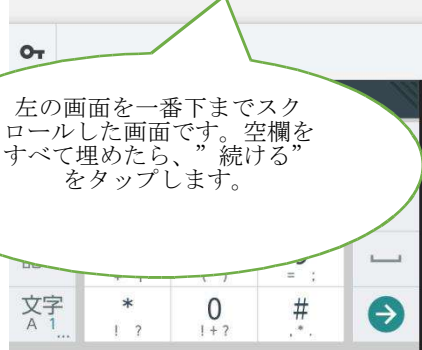 左の画面を一番下までスク
ロールした画面です。空欄を
すべて埋めたら、”続ける”
をタップします。
= ;
文字 * 0 #
A 1... ! ? !+? .*.